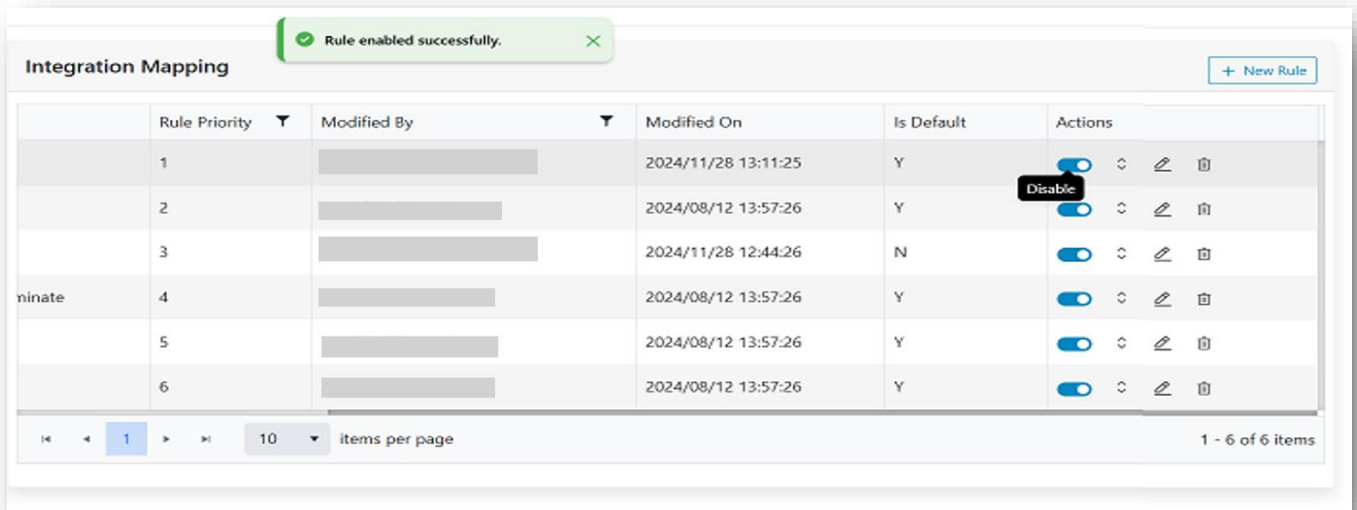 Rule enabled successfully.
Integration Mapping
+ New Rule
Rule Priority Modified By Modified On Is Default Actions
1 2024/11/28 13:11:25 Y
Disable
2 2024/08/12 13:57:26 Y
3 2024/11/28 12:44:26 N
minate 4 2024/08/12 13:57:26 Y
5 2024/08/12 13:57:26 Y
6 2024/08/12 13:57:26 Y
1 10 items per page 1 - 6 of 6 items